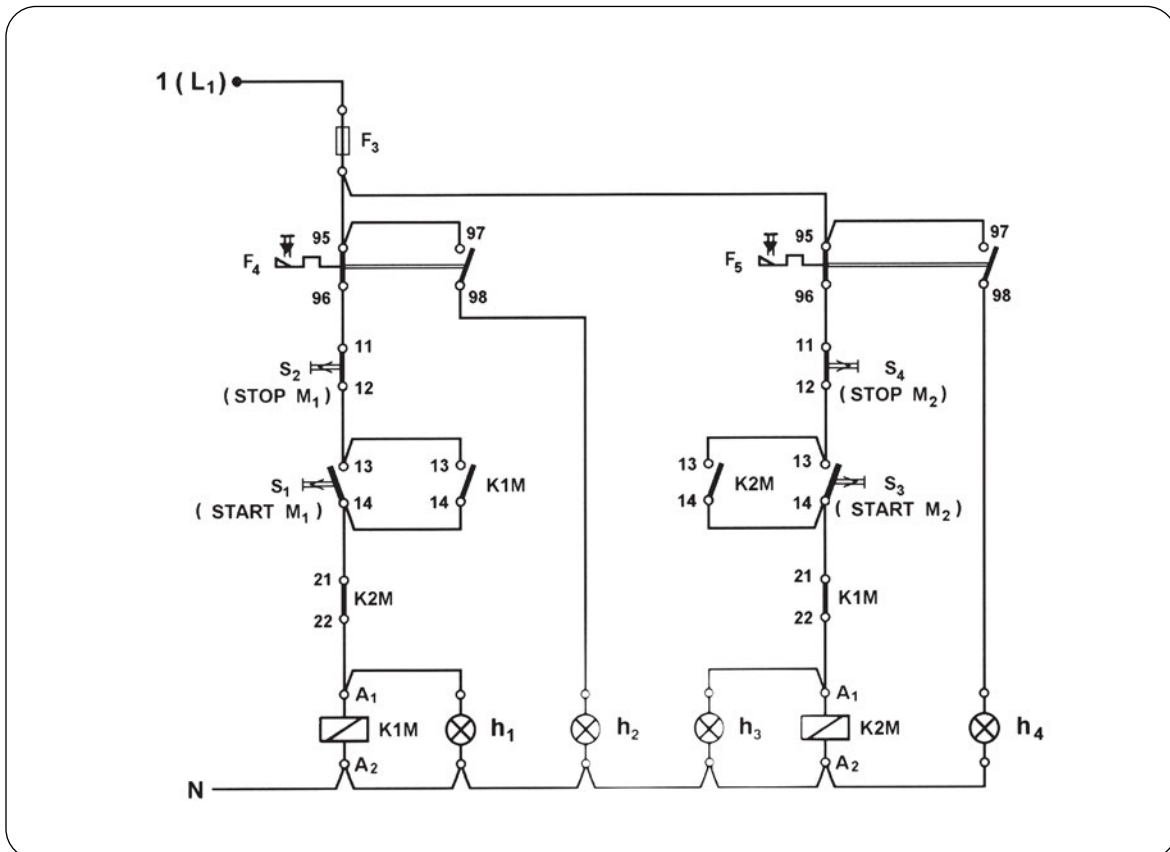 1 ( L₁ )
F₃
95
97
F₄
96
98
95
97
F₅
96
98
11
S₂
( STOP M₁ )
12
11
S₄
( STOP M₂ )
12
13
13
S₁
K1M
( START M₁ )
14
14
13
13
K2M
S₃
14
14
( START M₂ )
21
K2M
22
21
K1M
22
A₁
K1M
h₁
h₂
h₃
A₁
K2M
h₄
A₂
A₂
N